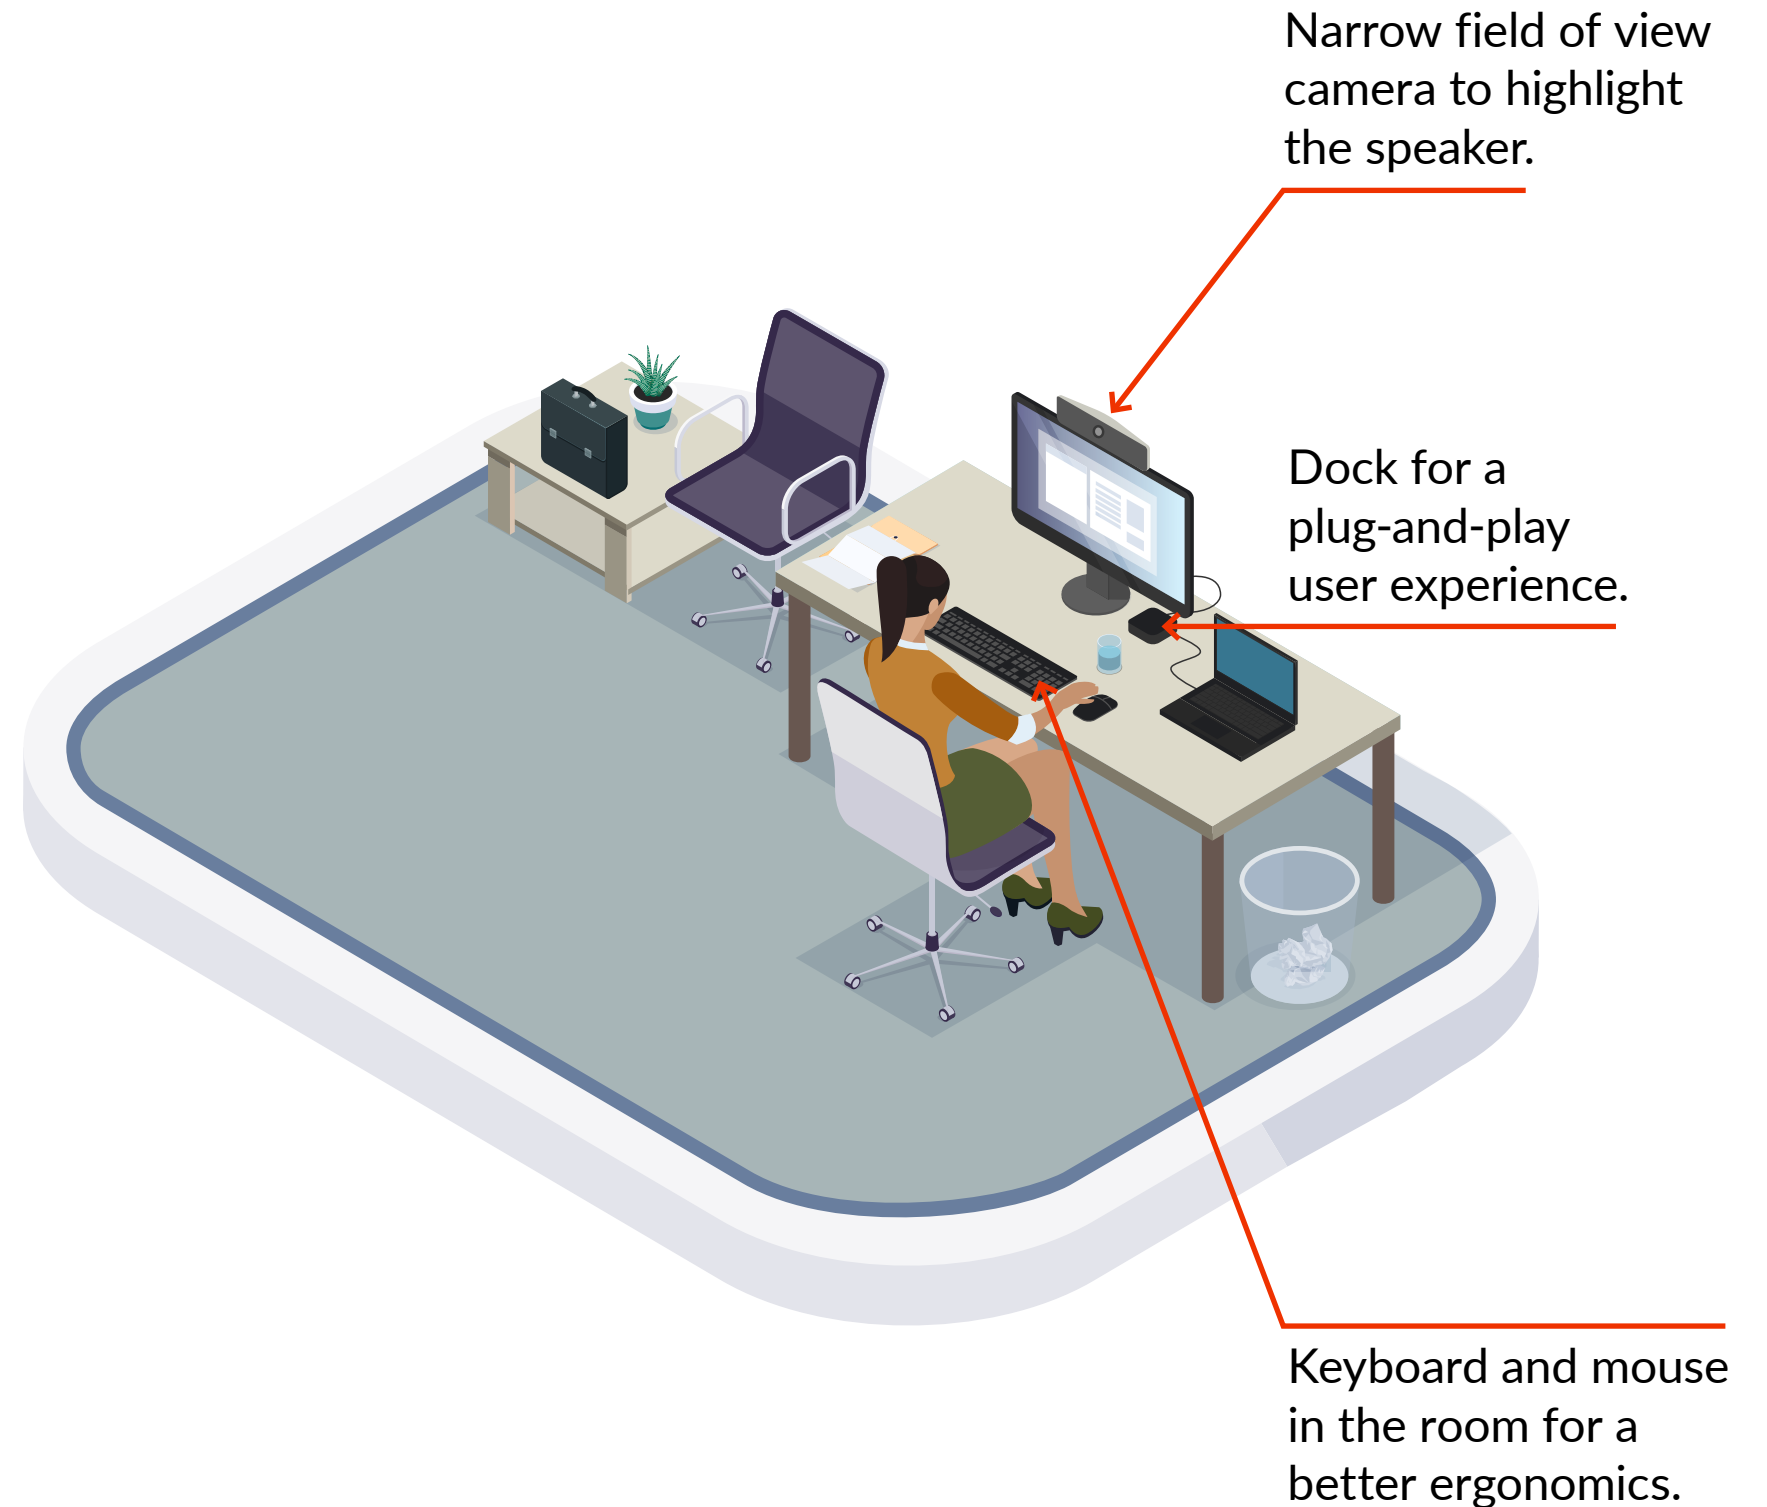 Narrow field of view
camera to highlight
the speaker.
Dock for a
plug-and-play
user experience.
Keyboard and mouse
in the room for a
better ergonomics.